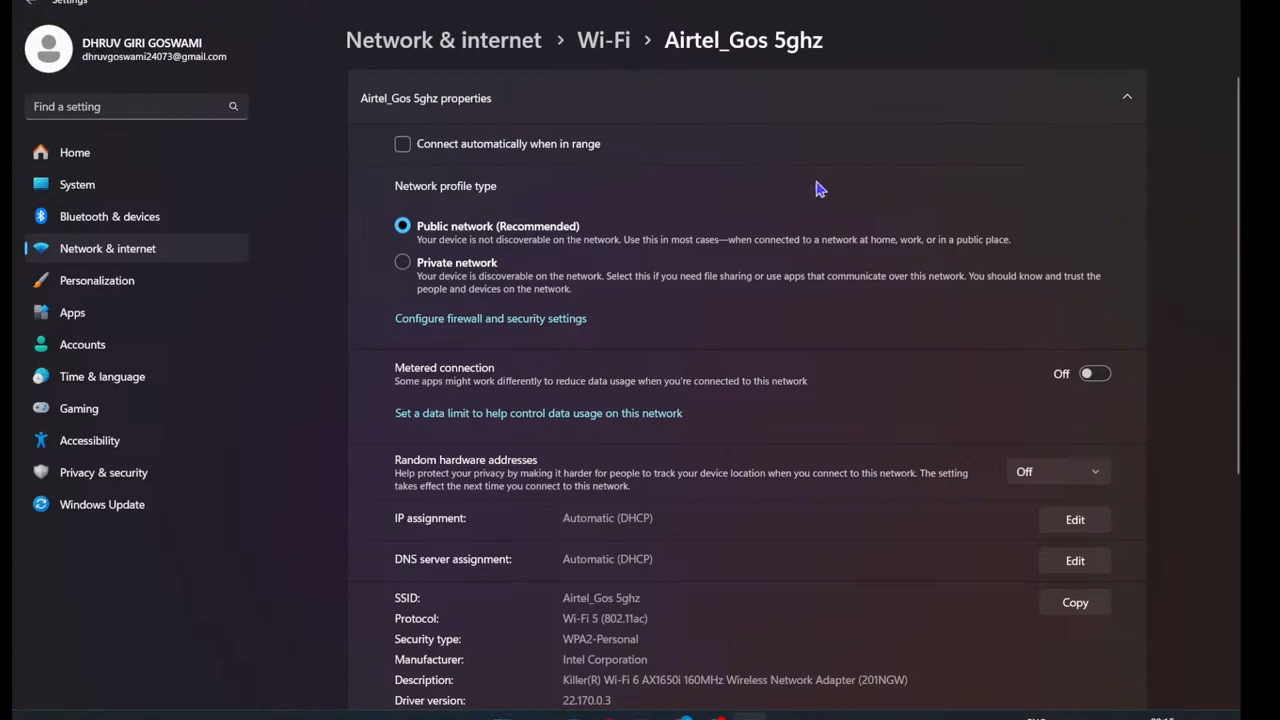 Settings
DHRUV GIRI GOSWAMI
dhruvgoswami24073@gmail.com
Find a setting
Home
System
Bluetooth & devices
Network & internet
Personalization
Apps
Accounts
Time & language
Gaming
Accessibility
Privacy & security
Windows Update
Network & internet > Wi-Fi > Airtel_Gos 5ghz
Airtel_Gos 5ghz properties
Connect automatically when in range
Network profile type
Public network (Recommended)
Your device is not discoverable on the network. Use this in most cases—when connected to a network at home, work, or in a public place.
Private network
Your device is discoverable on the network. Select this if you need file sharing or use apps that communicate over this network. You should know and trust the
people and devices on the network.
Configure firewall and security settings
Metered connection
Some apps might work differently to reduce data usage when you're connected to this network
Off
Set a data limit to help control data usage on this network
Random hardware addresses
Help protect your privacy by making it harder for people to track your device location when you connect to this network. The setting
takes effect the next time you connect to this network.
Off
IP assignment: Automatic (DHCP) Edit
DNS server assignment: Automatic (DHCP) Edit
SSID: Airtel_Gos 5ghz Copy
Protocol: Wi-Fi 5 (802.11ac)
Security type: WPA2-Personal
Manufacturer: Intel Corporation
Description: Killer(R) Wi-Fi 6 AX1650i 160MHz Wireless Network Adapter (201NGW)
Driver version: 22.170.0.3